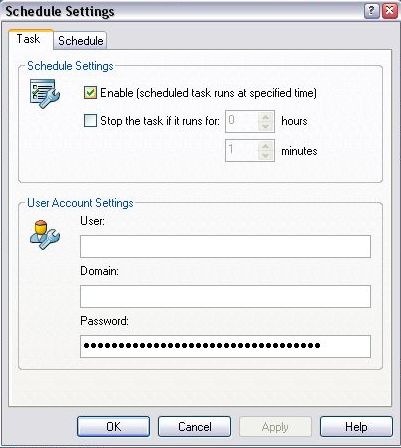 Schedule Settings
Task Schedule
Schedule Settings
Enable (scheduled task runs at specified time)
Stop the task if it runs for: 0 hours
1 minutes
User Account Settings
User:
Domain:
Password:
●●●●●●●●●●●●●●●●●●●●●●●●●●●●●●●●●●
OK Cancel Apply Help